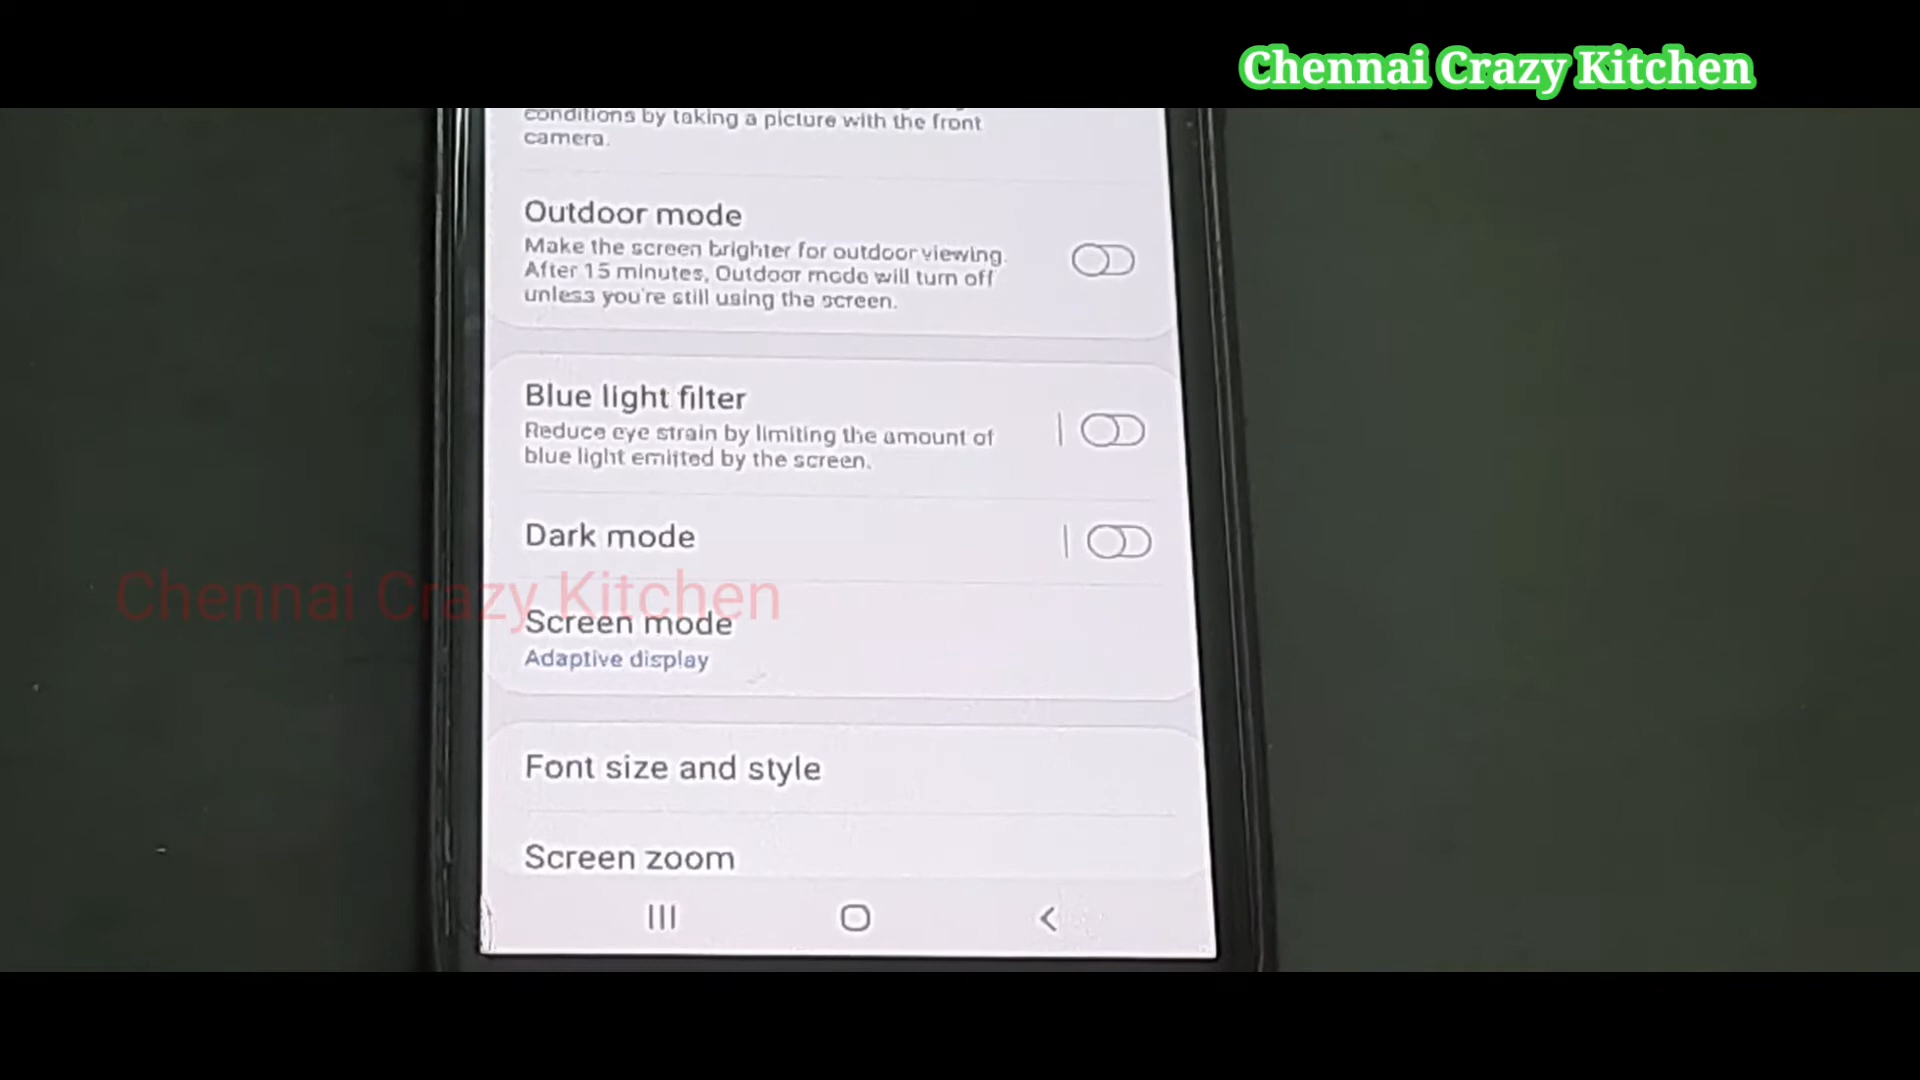 Chennai Crazy Kitchen
conditions by taking a picture with the front
camera.
Outdoor mode
Make the screen brighter for outdoor viewing.
After 15 minutes, Outdoor mode will turn off
unless you're still using the screen.
Blue light filter
Reduce eye strain by limiting the amount of
blue light emitted by the screen.
Dark mode
Chennai Crazy Kitchen
Screen mode
Adaptive display
Font size and style
Screen zoom